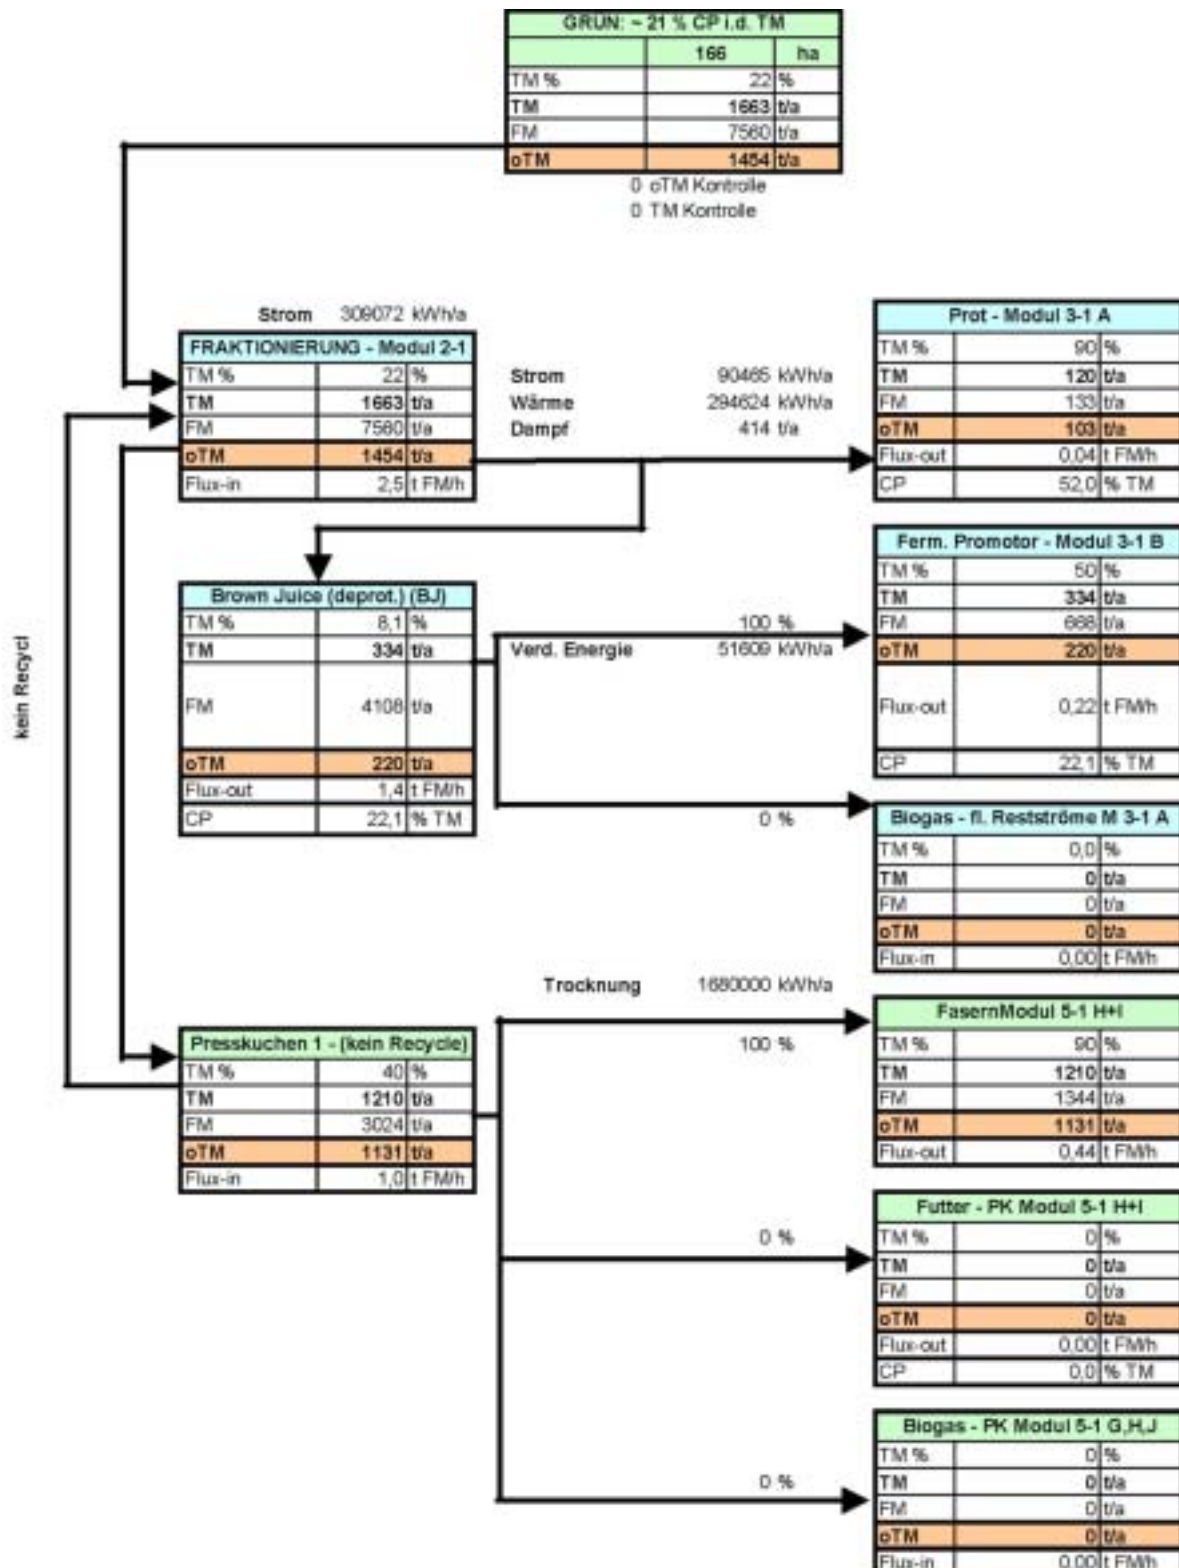 GRÜN: ~ 21 % CP i.d. TM
166 ha
TM % 22 %
TM 1663 t/a
FM 7560 t/a
oTM 1454 t/a
0 oTM Kontrolle
0 TM Kontrolle
Strom 309072 kWh/a
FRAKTIONIERUNG - Modul 2-1
TM % 22 %
TM 1663 t/a
FM 7560 t/a
oTM 1454 t/a
Flux-in 2,5 t FM/h
Strom 90465 kWh/a
Wärme 294624 kWh/a
Dampf 414 t/a
Prot - Modul 3-1 A
TM % 90 %
TM 120 t/a
FM 133 t/a
oTM 103 t/a
Flux-out 0,04 t FM/h
CP 52,0 % TM
Brown Juice (deprot.) (BJ)
TM % 8,1 %
TM 334 t/a
FM 4108 t/a
oTM 220 t/a
Flux-out 1,4 t FM/h
CP 22,1 % TM
100 %
Verd. Energie 51609 kWh/a
0 %
Ferm. Promotor - Modul 3-1 B
TM % 50 %
TM 334 t/a
FM 668 t/a
oTM 220 t/a
Flux-out 0,22 t FM/h
CP 22,1 % TM
Biogas - fl. Restströme M 3-1 A
TM % 0,0 %
TM 0 t/a
FM 0 t/a
oTM 0 t/a
Flux-in 0,00 t FM/h
kein Recycl
Presskuchen 1 - (kein Recycle)
TM % 40 %
TM 1210 t/a
FM 3024 t/a
oTM 1131 t/a
Flux-in 1,0 t FM/h
Trocknung 1680000 kWh/a
100 %
0 %
0 %
FasernModul 5-1 H+I
TM % 90 %
TM 1210 t/a
FM 1344 t/a
oTM 1131 t/a
Flux-out 0,44 t FM/h
Futter - PK Modul 5-1 H+I
TM % 0 %
TM 0 t/a
FM 0 t/a
oTM 0 t/a
Flux-out 0,00 t FM/h
CP 0,0 % TM
Biogas - PK Modul 5-1 G,H,J
TM % 0 %
TM 0 t/a
FM 0 t/a
oTM 0 t/a
Flux-in 0,00 t FM/h